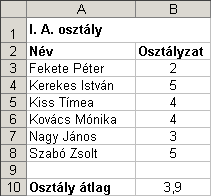 A B
1 I. A. osztály
2 Név Osztályzat
3 Fekete Péter 2
4 Kerekes István 5
5 Kiss Tímea 4
6 Kovács Mónika 4
7 Nagy János 3
8 Szabó Zsolt 5
9
10 Osztály átlag 3,9